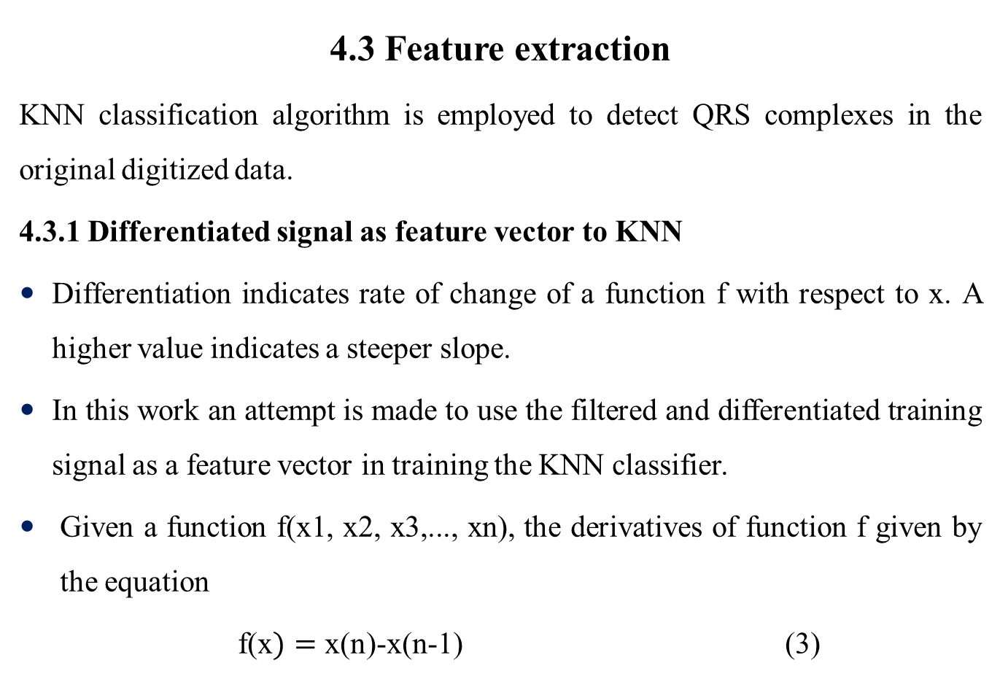 4.3 Feature extraction
KNN classification algorithm is employed to detect QRS complexes in the
original digitized data.
4.3.1 Differentiated signal as feature vector to KNN
• Differentiation indicates rate of change of a function f with respect to x. A
higher value indicates a steeper slope.
• In this work an attempt is made to use the filtered and differentiated training
signal as a feature vector in training the KNN classifier.
• Given a function f(x1, x2, x3,..., xn), the derivatives of function f given by
the equation
f(x) = x(n)-x(n-1) (3)